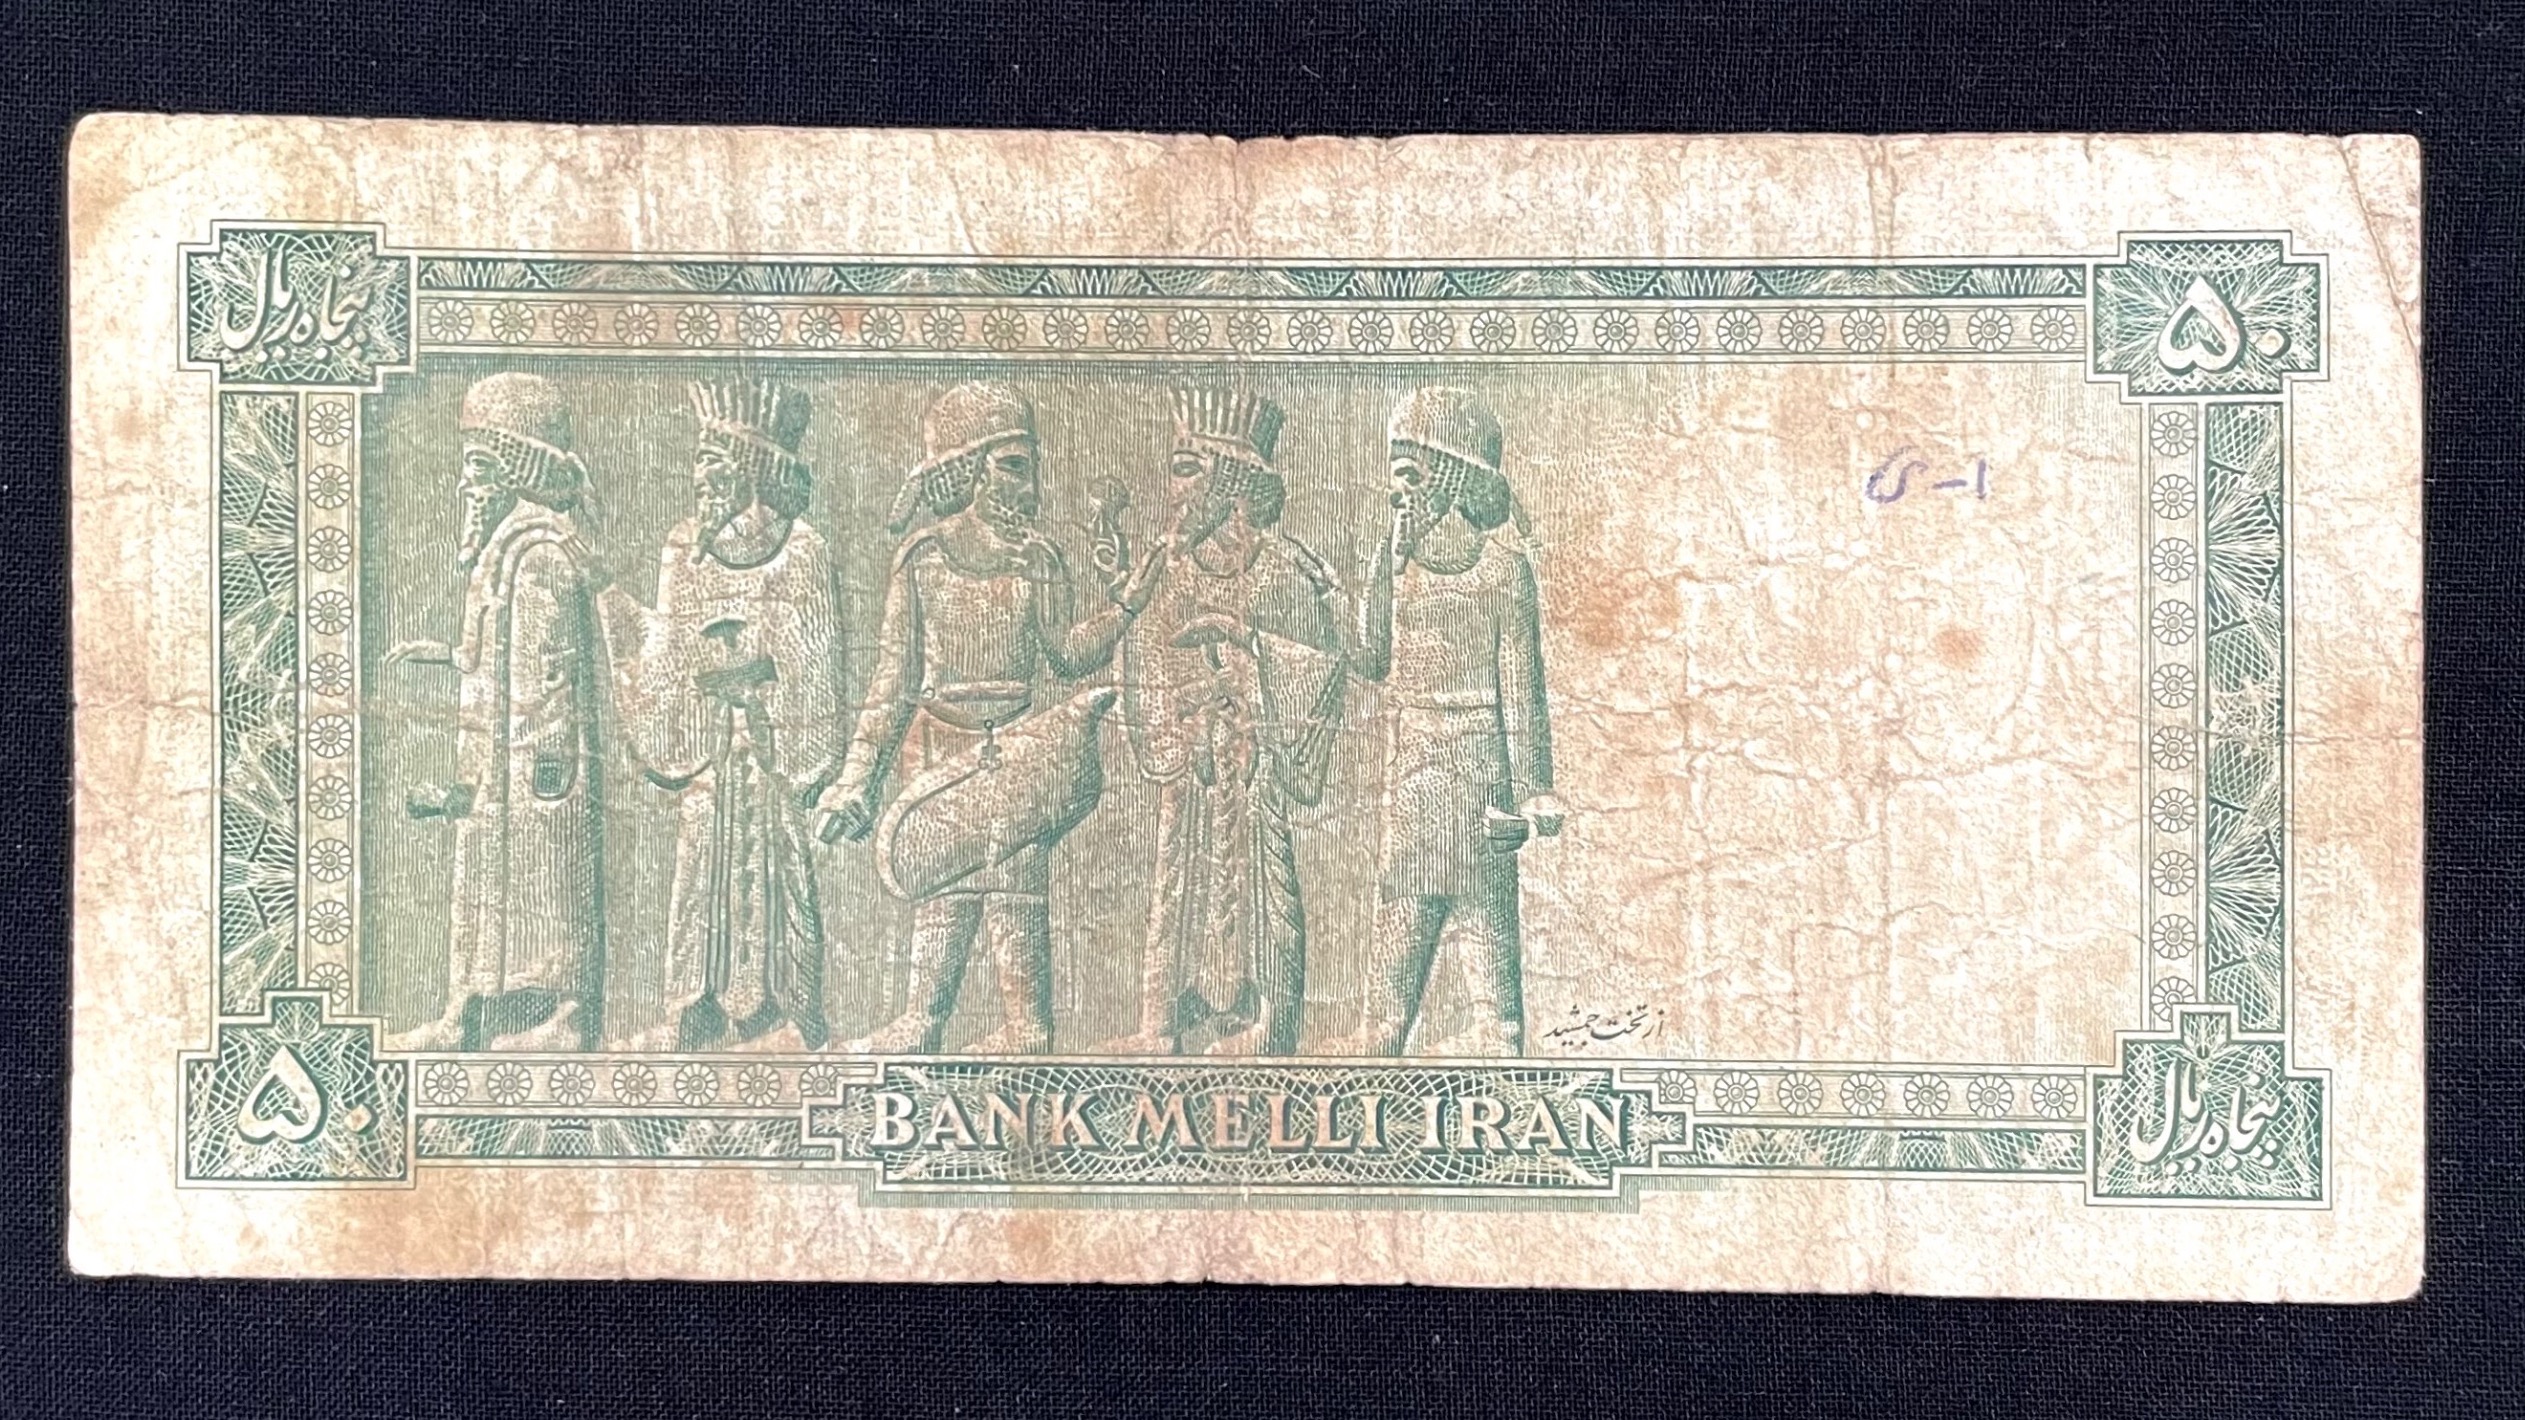 پنجاه ریال
۵۰
از تخت جمشید
۵۰
BANK MELLI IRAN
پنجاه ریال